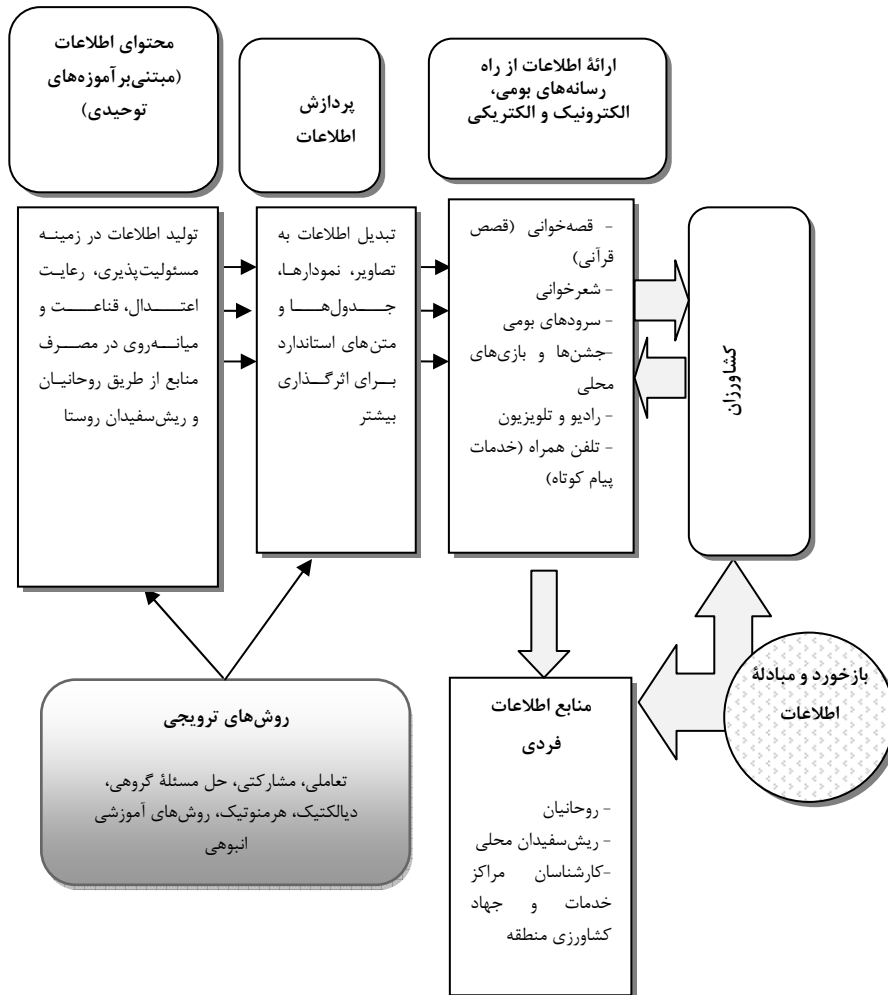 محتوای اطلاعات
(مبتنی‌بر آموزه‌های
توحیدی)
پردازش
اطلاعات
ارائهٔ اطلاعات از راه
رسانه‌های بومی،
الکترونیک و الکتریکی
تولید اطلاعات در زمینه
مسئولیت‌پذیری، رعایت
اعتدال، قناعت و
میانه‌روی در مصرف
منابع از طریق روحانیان
و ریش‌سفیدان روستا
تبدیل اطلاعات به
تصاویر، نمودارها،
جدول‌ها و
متن‌های استاندارد
برای اثرگذاری
بیشتر
- قصه‌خوانی (قصص
قرآنی)
- شعرخوانی
- سرودهای بومی
-جشن‌ها و بازی‌های
محلی
- رادیو و تلویزیون
- تلفن همراه (خدمات
پیام کوتاه)
کشاورزان
روش‌های ترویجی
تعاملی، مشارکتی، حل مسئلهٔ گروهی،
دیالکتیک، هرمنوتیک، روش‌های آموزشی
انبوهی
منابع اطلاعات
فردی
- روحانیان
- ریش‌سفیدان محلی
-کارشناسان مراکز
خدمات و جهاد
کشاورزی منطقه
بازخورد و مبادلهٔ
اطلاعات